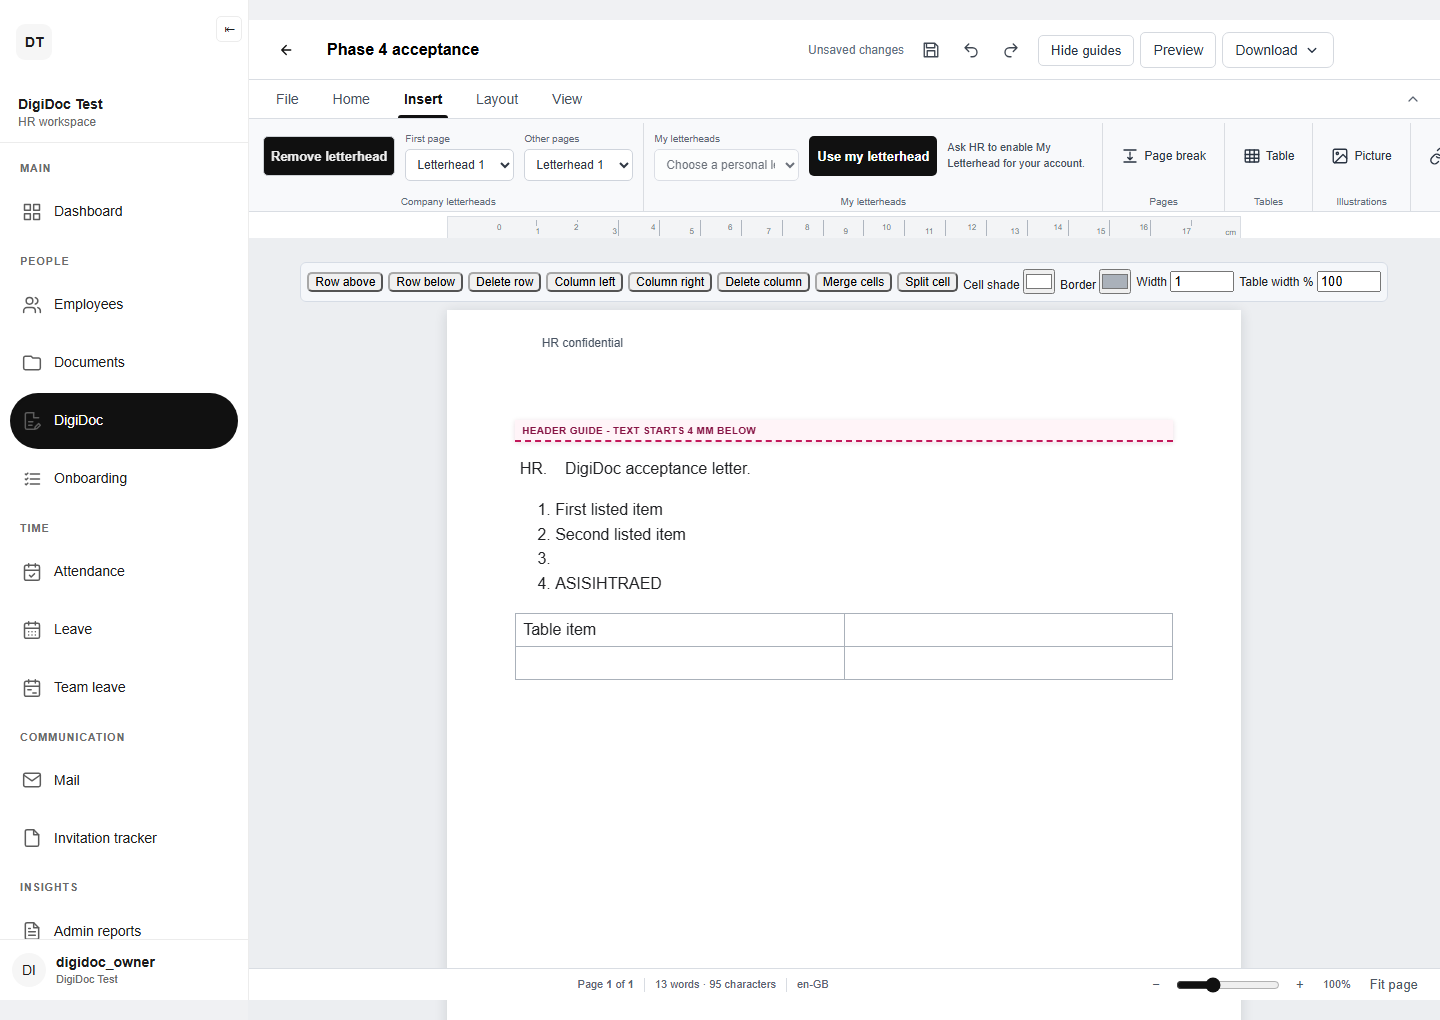 DT
DigiDoc Test
HR workspace
MAIN
Dashboard
PEOPLE
Employees
Documents
DigiDoc
Onboarding
TIME
Attendance
Leave
Team leave
COMMUNICATION
Mail
Invitation tracker
INSIGHTS
Admin reports
DI
digidoc_owner
DigiDoc Test
Phase 4 acceptance
Unsaved changes
Hide guides
Preview
Download
File Home Insert Layout View
Remove letterhead
First page
Letterhead 1
Other pages
Letterhead 1
Company letterheads
My letterheads
Choose a personal l
Use my letterhead
Ask HR to enable My
Letterhead for your account.
My letterheads
Page break
Pages
Table
Tables
Picture
Illustrations
0 1 2 3 4 5 6 7 8 9 10 11 12 13 14 15 16 17 cm
Row above Row below Delete row Column left Column right Delete column Merge cells Split cell Cell shade Border Width 1 Table width % 100
HR confidential
HEADER GUIDE - TEXT STARTS 4 MM BELOW
HR. DigiDoc acceptance letter.
1. First listed item
2. Second listed item
3.
4. ASISIHTRAED
Table item
Page 1 of 1 13 words · 95 characters en-GB
− + 100% Fit page